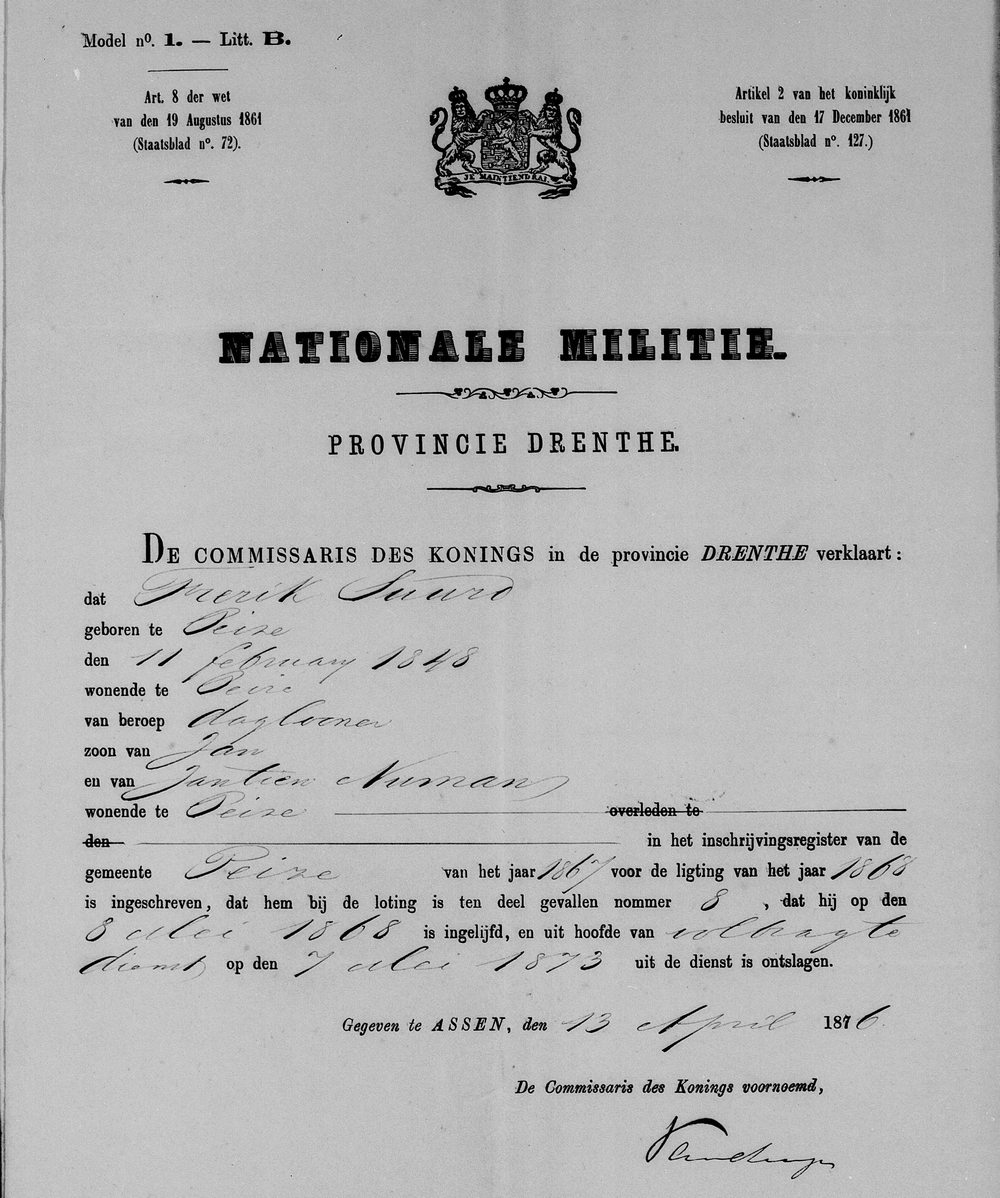 Model nº. 1. — Litt. B.
Art. 8 der wet
van den 19 Augustus 1861
(Staatsblad nº. 72).
Artikel 2 van het koninklijk
besluit van den 17 December 1861
(Staatsblad nº. 127.)
JE MAINTIENDRAI
NATIONALE MILITIE.
PROVINCIE DRENTHE.
DE COMMISSARIS DES KONINGS in de provincie DRENTHE verklaart:
dat Frerik Suurd
geboren te Peize
den 11 february 1848
wonende te Peize
van beroep daglooner
zoon van Jan
en van Jantien Numan
wonende te Peize overleden te
den in het inschrijvingsregister van de
gemeente Peize van het jaar 1867 voor de ligting van het jaar 1868
is ingeschreven, dat hem bij de loting is ten deel gevallen nommer 8, dat hij op den
8 Mei 1868 is ingelijfd, en uit hoofde van volbragte
dienst op den 7 Mei 1873 uit de dienst is ontslagen.
Gegeven te ASSEN, den 13 April 1876.
De Commissaris des Konings voornoemd,